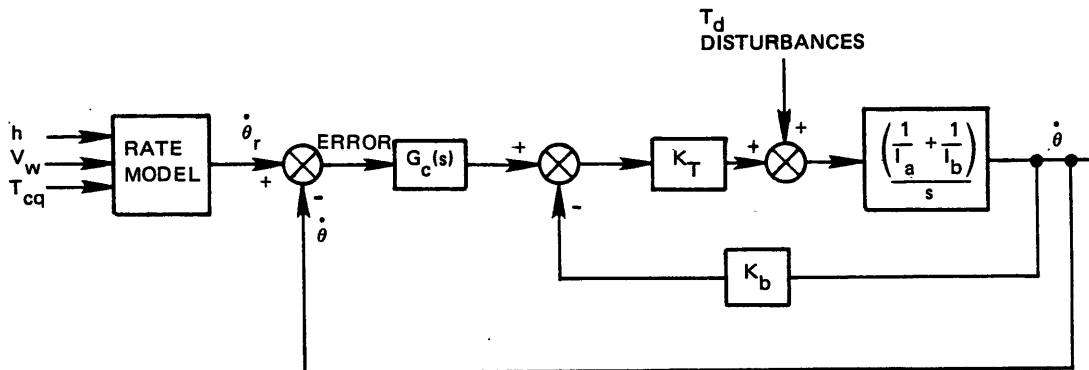 T_d
DISTURBANCES
h
V_w
T_cq
RATE
MODEL
θ̇_r
+
ERROR
-
θ̇
G_c(s)
+
-
K_T
+
+
(1/I_a + 1/I_b)
s
θ̇
K_b